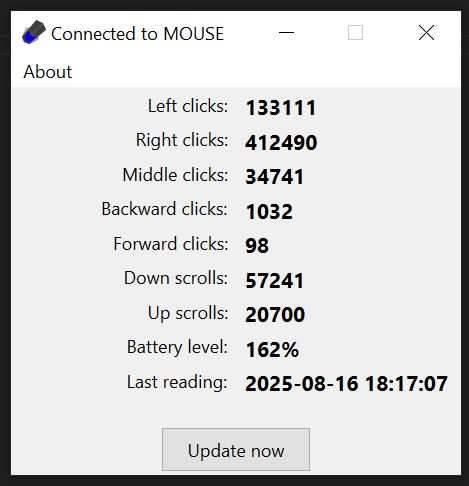 Connected to MOUSE
About
Left clicks: 133111
Right clicks: 412490
Middle clicks: 34741
Backward clicks: 1032
Forward clicks: 98
Down scrolls: 57241
Up scrolls: 20700
Battery level: 162%
Last reading: 2025-08-16 18:17:07
Update now